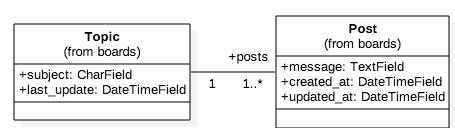 Topic
(from boards)
+subject: CharField
+last_update: DateTimeField
+posts
1
1..*
Post
(from boards)
+message: TextField
+created_at: DateTimeField
+updated_at: DateTimeField